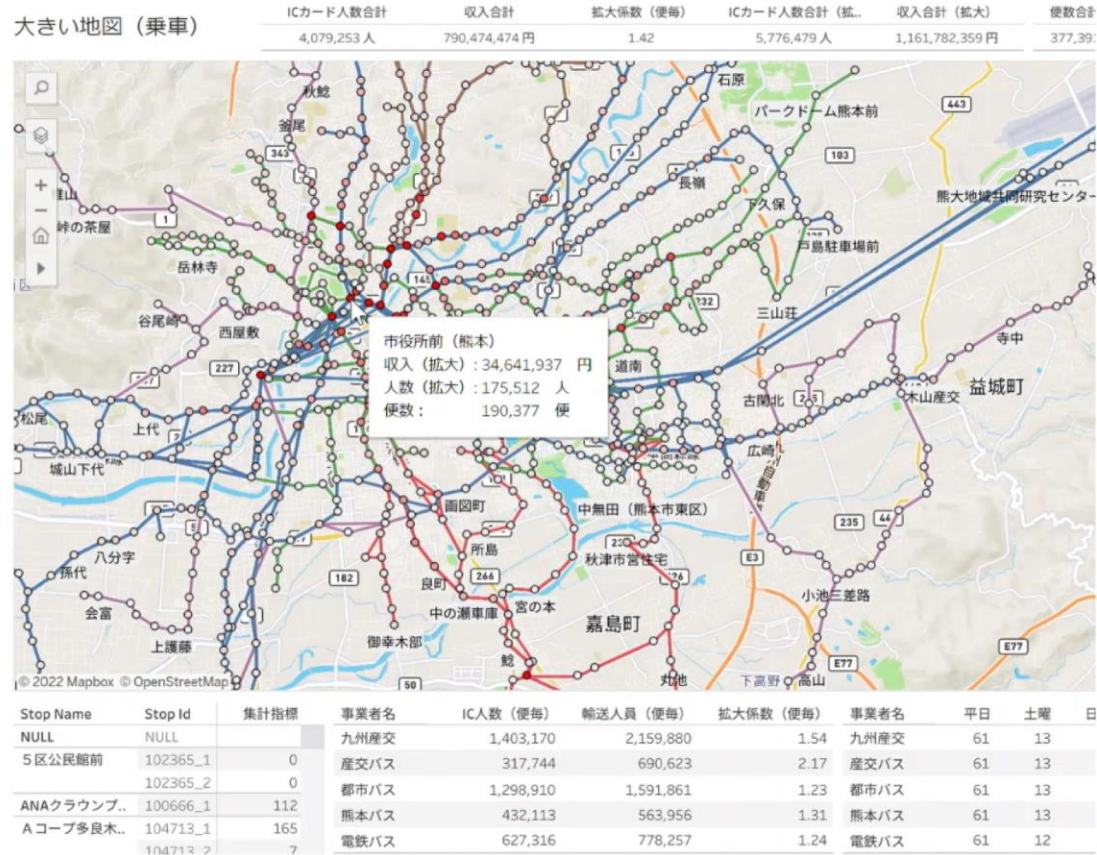 大きい地図（乗車）
ICカード人数合計 収入合計 拡大係数（便毎） ICカード人数合計（拡.. 収入合計（拡大） 便数合計
4,079,253 人 790,474,474 円 1.42 5,776,479 人 1,161,782,359 円 377,39
石原
秋鯰
パークドーム熊本前
443
釜尾
343
103
長嶺
熊大地域共同研究センター
峠の茶屋
1
下久保
戸島駐車場前
岳林寺
145
232
谷尾崎
西屋敷
三山荘
寺中
市役所前（熊本）
収入（拡大）: 34,641,937 円
人数（拡大）: 175,512 人
便数： 190,377 便
道南
227
益城町
古閑北
木山産交
松尾
上代
広崎
城山下代
画図町
中無田（熊本市東区）
235
所島
秋津市営住宅
E3
八分字
孫代
182
266
良町
小池三差路
会富
中の瀬車庫
宮の本
嘉島町
上護藤
御幸木部
E77
鯰
E77
50
下高野
高山
© 2022 Mapbox © OpenStreetMap
Stop Name Stop Id 集計指標
NULL NULL
５区公民館前 102365_1 0
102365_2 0
ANAクラウンプ.. 100666_1 112
Ａコープ多良木.. 104713_1 165
104713_2 7
事業者名 IC人数（便毎） 輸送人員（便毎） 拡大係数（便毎）
九州産交 1,403,170 2,159,880 1.54
産交バス 317,744 690,623 2.17
都市バス 1,298,910 1,591,861 1.23
熊本バス 432,113 563,956 1.31
電鉄バス 627,316 778,257 1.24
事業者名 平日 土曜
九州産交 61 13
産交バス 61 13
都市バス 61 13
熊本バス 61 13
電鉄バス 61 12